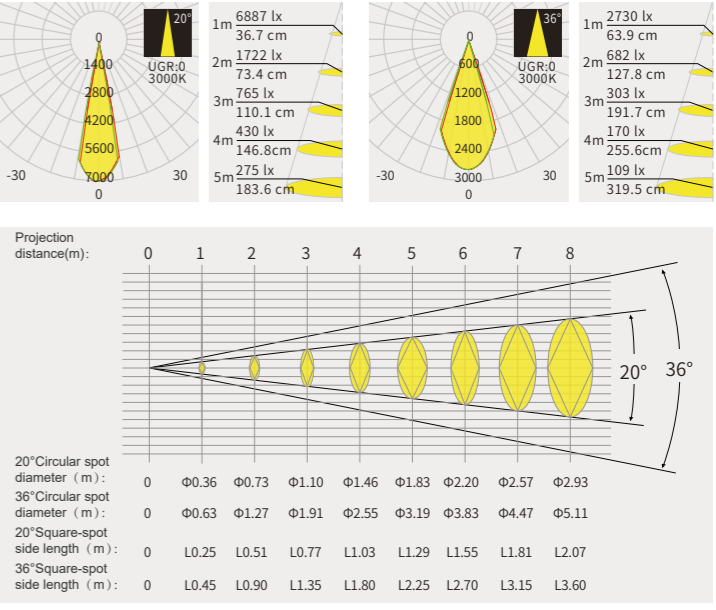 20°
0
1400
2800
4200
5600
7000
UGR:0
3000K
-30
30
0
1m 6887 lx
36.7 cm
2m 1722 lx
73.4 cm
3m 765 lx
110.1 cm
4m 430 lx
146.8cm
5m 275 lx
183.6 cm
36°
0
600
1200
1800
2400
3000
UGR:0
3000K
-30
30
0
1m 2730 lx
63.9 cm
2m 682 lx
127.8 cm
3m 303 lx
191.7 cm
4m 170 lx
255.6cm
5m 109 lx
319.5 cm
Projection
distance(m): 0 1 2 3 4 5 6 7 8
20° 36°
20°Circular spot
diameter（m）: 0 Φ0.36 Φ0.73 Φ1.10 Φ1.46 Φ1.83 Φ2.20 Φ2.57 Φ2.93
36°Circular spot
diameter（m）: 0 Φ0.63 Φ1.27 Φ1.91 Φ2.55 Φ3.19 Φ3.83 Φ4.47 Φ5.11
20°Square-spot
side length（m）: 0 L0.25 L0.51 L0.77 L1.03 L1.29 L1.55 L1.81 L2.07
36°Square-spot
side length（m）: 0 L0.45 L0.90 L1.35 L1.80 L2.25 L2.70 L3.15 L3.60